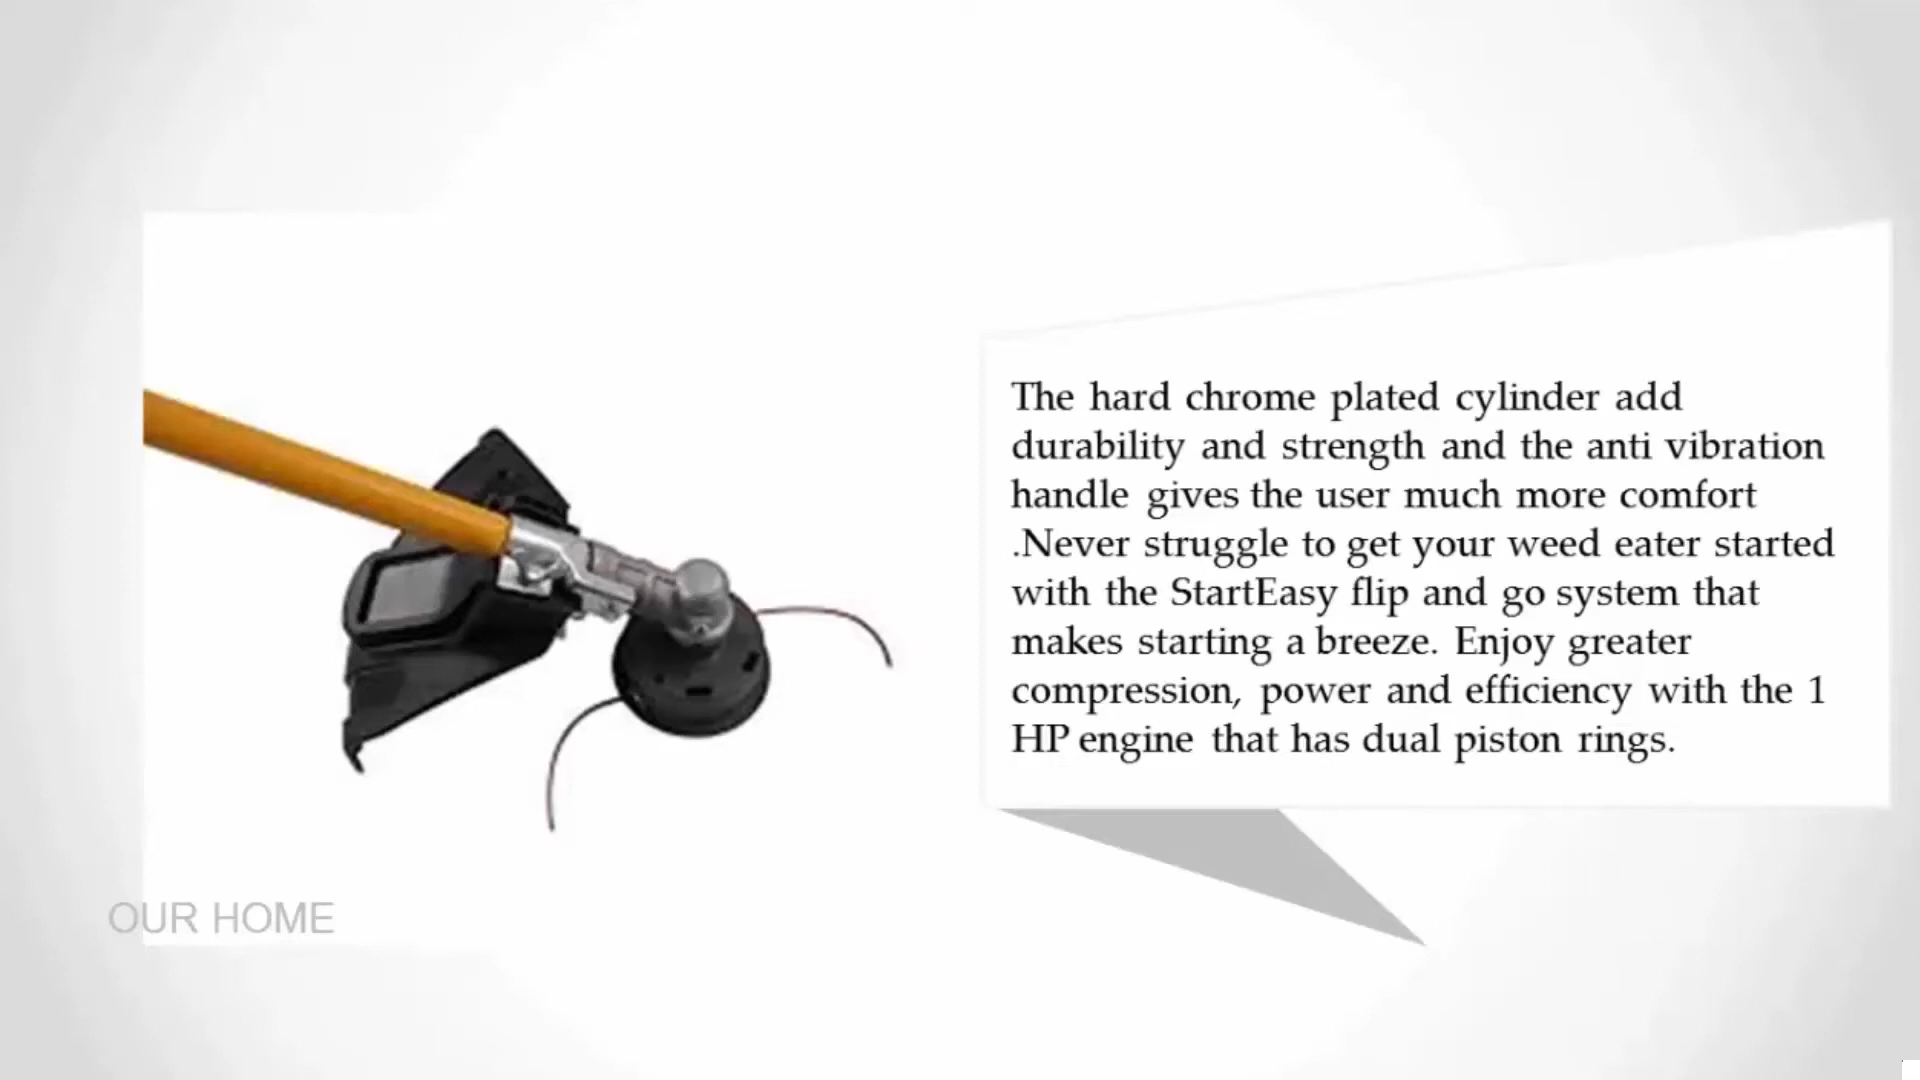 The hard chrome plated cylinder add
durability and strength and the anti vibration
handle gives the user much more comfort
.Never struggle to get your weed eater started
with the StartEasy flip and go system that
makes starting a breeze. Enjoy greater
compression, power and efficiency with the 1
HP engine that has dual piston rings.
OUR HOME